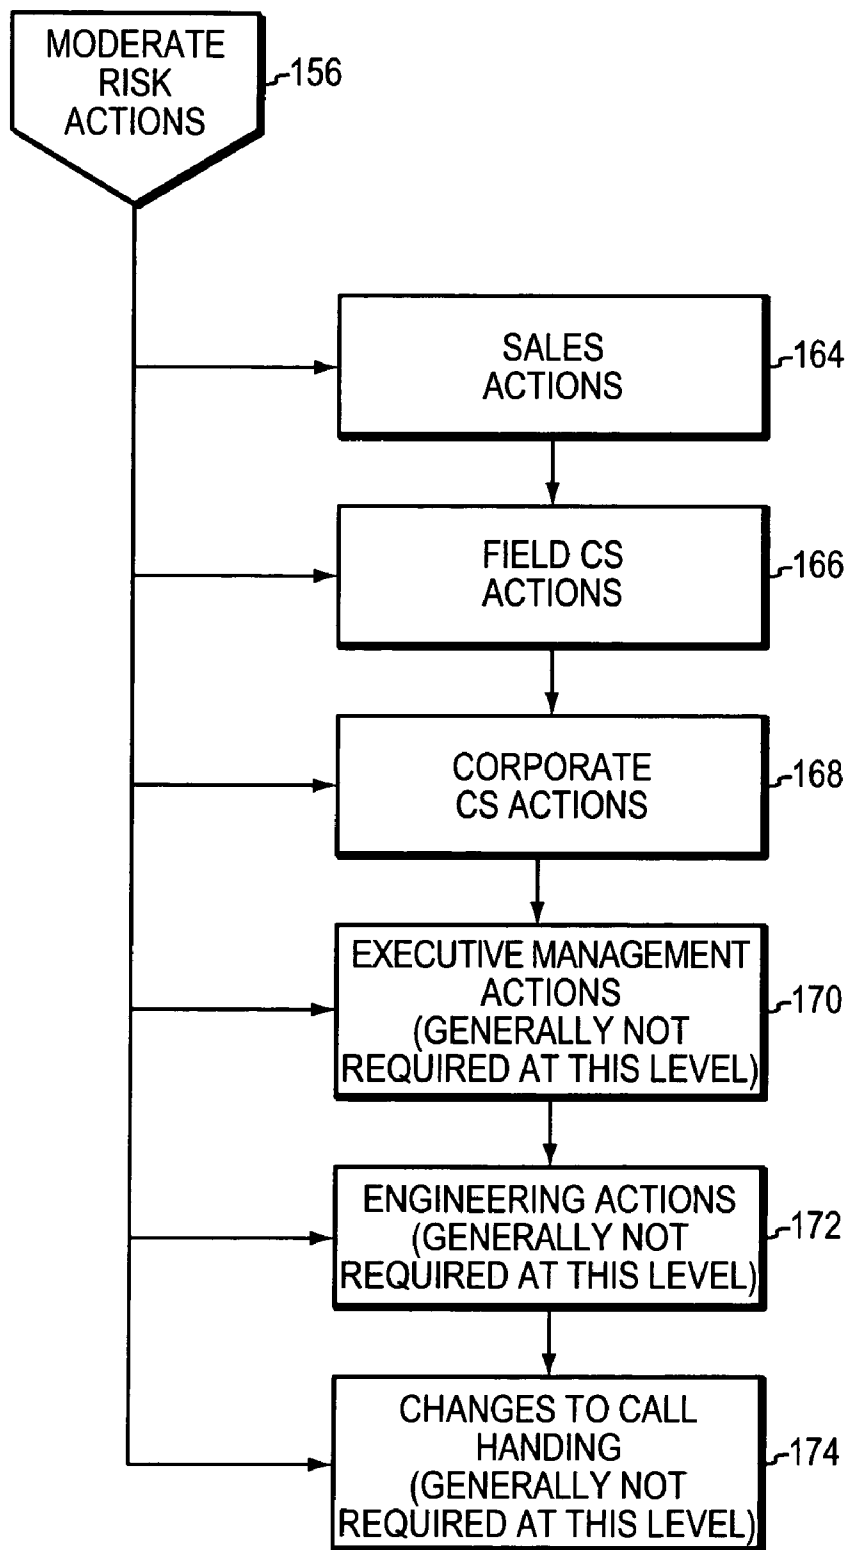 MODERATE
RISK
ACTIONS
156
SALES
ACTIONS
164
FIELD CS
ACTIONS
166
CORPORATE
CS ACTIONS
168
EXECUTIVE MANAGEMENT
ACTIONS
(GENERALLY NOT
REQUIRED AT THIS LEVEL)
170
ENGINEERING ACTIONS
(GENERALLY NOT
REQUIRED AT THIS LEVEL)
172
CHANGES TO CALL
HANDING
(GENERALLY NOT
REQUIRED AT THIS LEVEL)
174